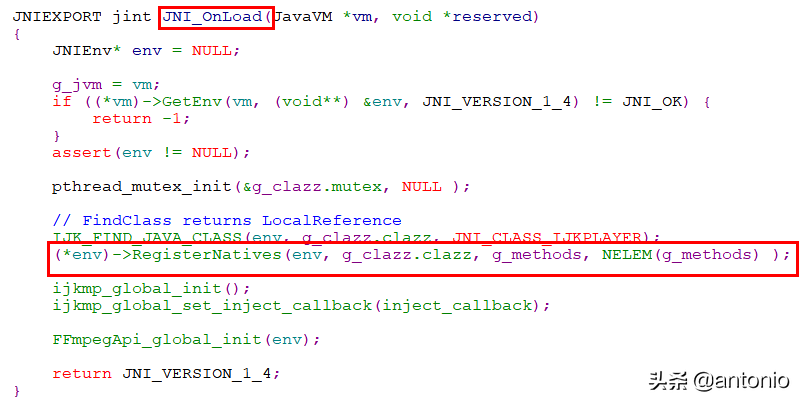 JNIEXPORT jint JNI_OnLoad(JavaVM *vm, void *reserved)
{
    JNIEnv* env = NULL;

    g_jvm = vm;
    if ((*vm)->GetEnv(vm, (void**) &env, JNI_VERSION_1_4) != JNI_OK) {
        return -1;
    }
    assert(env != NULL);

    pthread_mutex_init(&g_clazz.mutex, NULL );

    // FindClass returns LocalReference
    IJK_FIND_JAVA_CLASS(env, g_clazz.clazz, JNI_CLASS_IJKPLAYER);
    (*env)->RegisterNatives(env, g_clazz.clazz, g_methods, NELEM(g_methods) );

    ijkmp_global_init();
    ijkmp_global_set_inject_callback(inject_callback);

    FFmpegApi_global_init(env);

    return JNI_VERSION_1_4;
}
头条 @antonio